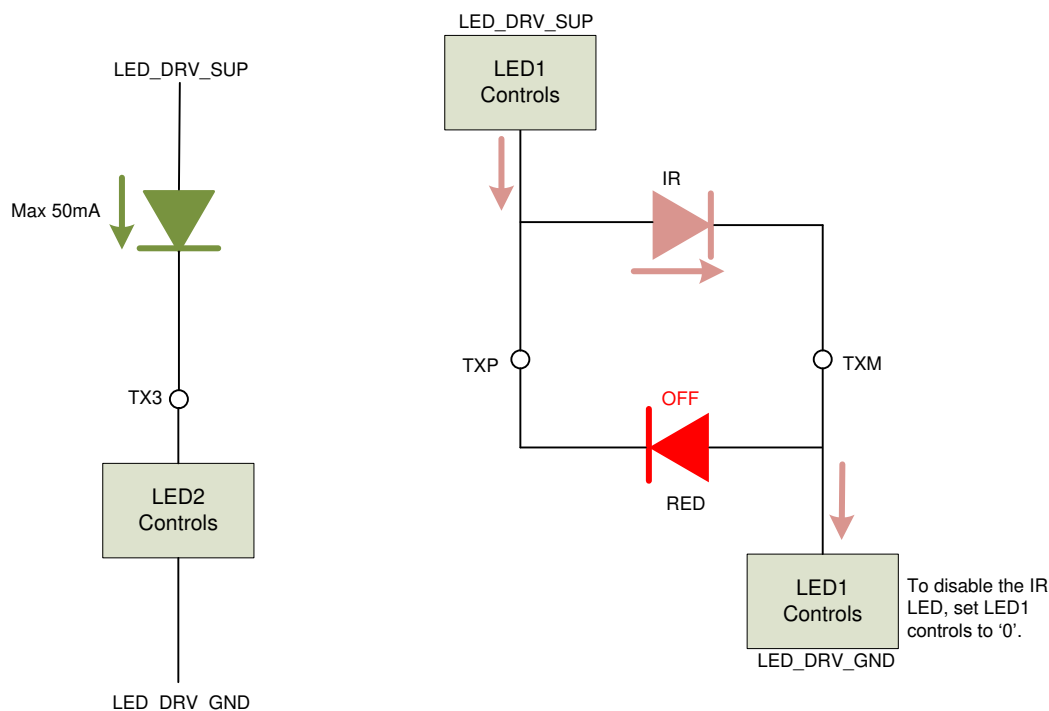 LED_DRV_SUP
Max 50mA
TX3
LED2
Controls
LED_DRV_GND
LED_DRV_SUP
LED1
Controls
IR
TXP
TXM
OFF
RED
LED1
Controls
LED_DRV_GND
To disable the IR
LED, set LED1
controls to ‘0’.